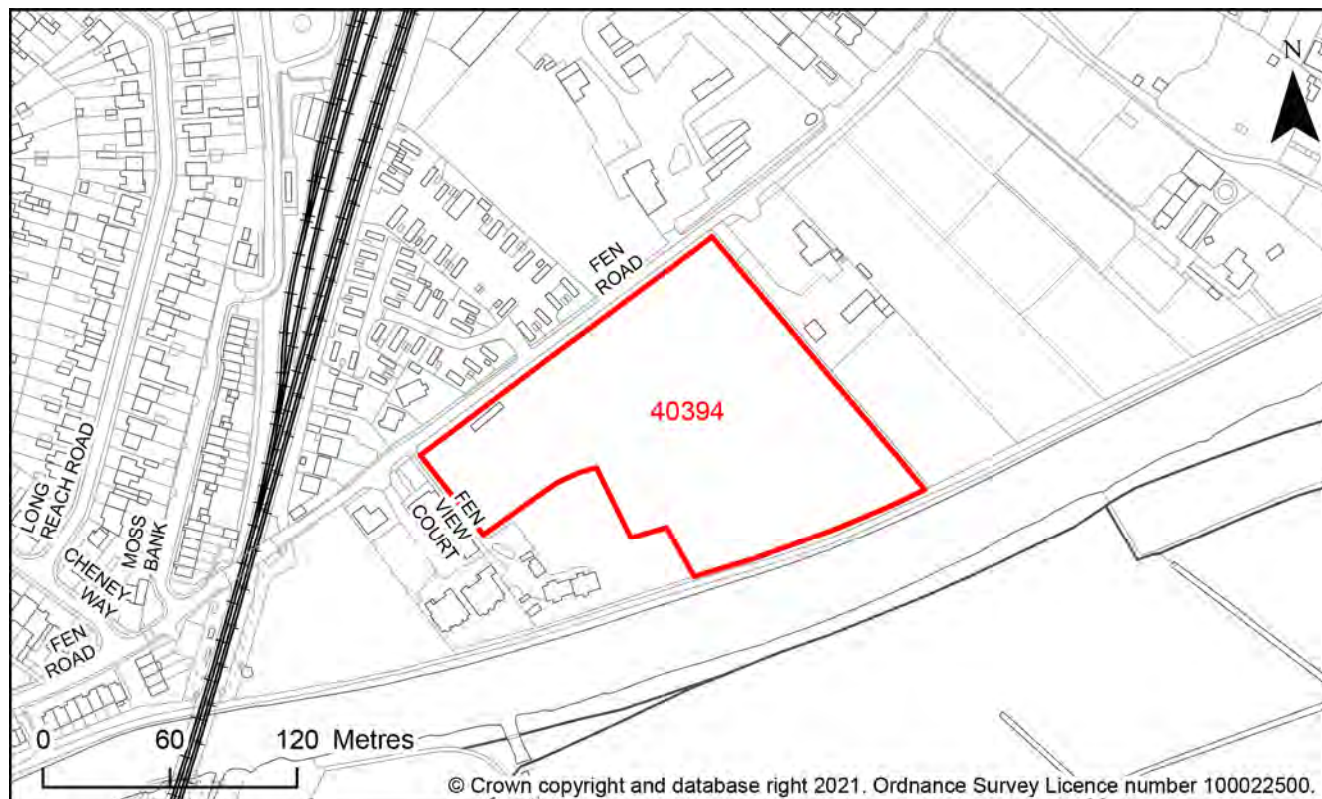 N
FEN
ROAD
40394
LONG
REACH ROAD
MOSS
BANK
CHENEY
WAY
FEN
VIEW
COURT
FEN
ROAD
0 60 120 Metres
© Crown copyright and database right 2021. Ordnance Survey Licence number 100022500.